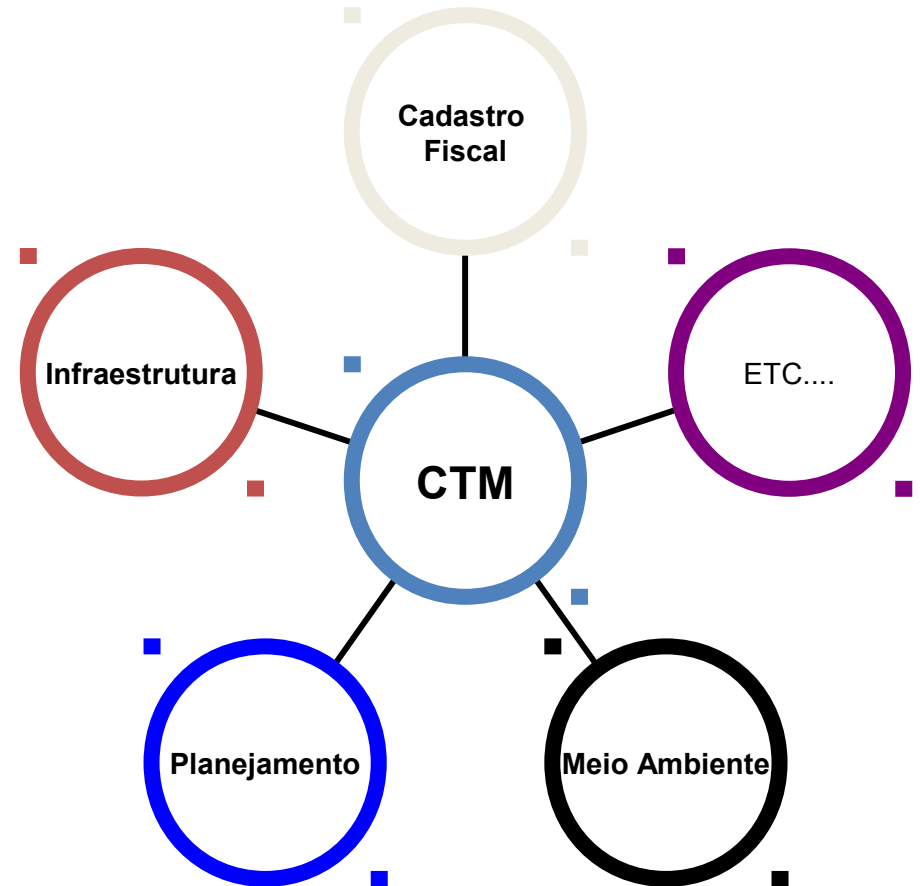 Cadastro
Fiscal
Infraestrutura
ETC....
CTM
Planejamento
Meio Ambiente